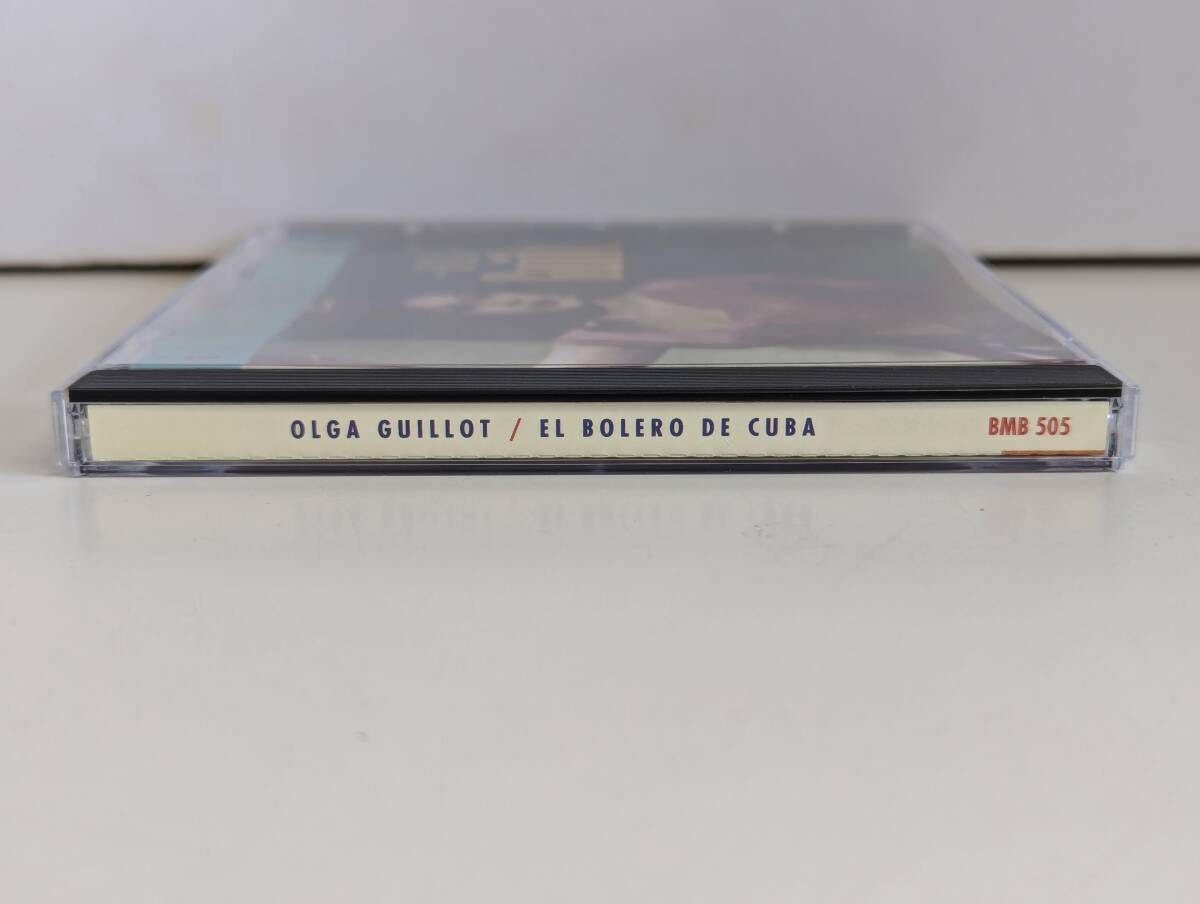 OLGA GUILLOT / EL BOLERO DE CUBA BMB 505